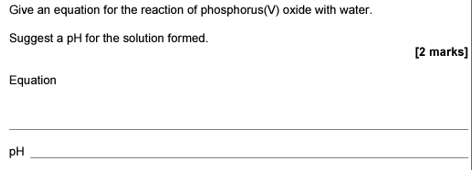 Give an equation for the reaction of phosphorus(V) oxide with water.
Suggest a pH for the solution formed.
[2 marks]
Equation
pH